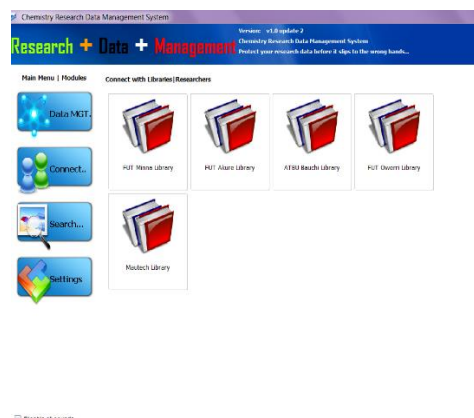 Chemistry Research Data Management System
Research + Data + Management
Version: v1.0 update 2
Chemistry Research Data Management System
Protect your research data before it slips to the wrong hands...
Main Menu | Modules
Connect with Libraries|Researchers
Data MGT.
Connect..
Search...
Settings
FUT Minna Library
FUT Akure Library
ATBU Bauchi Library
FUT Owerri Library
Mautech Library